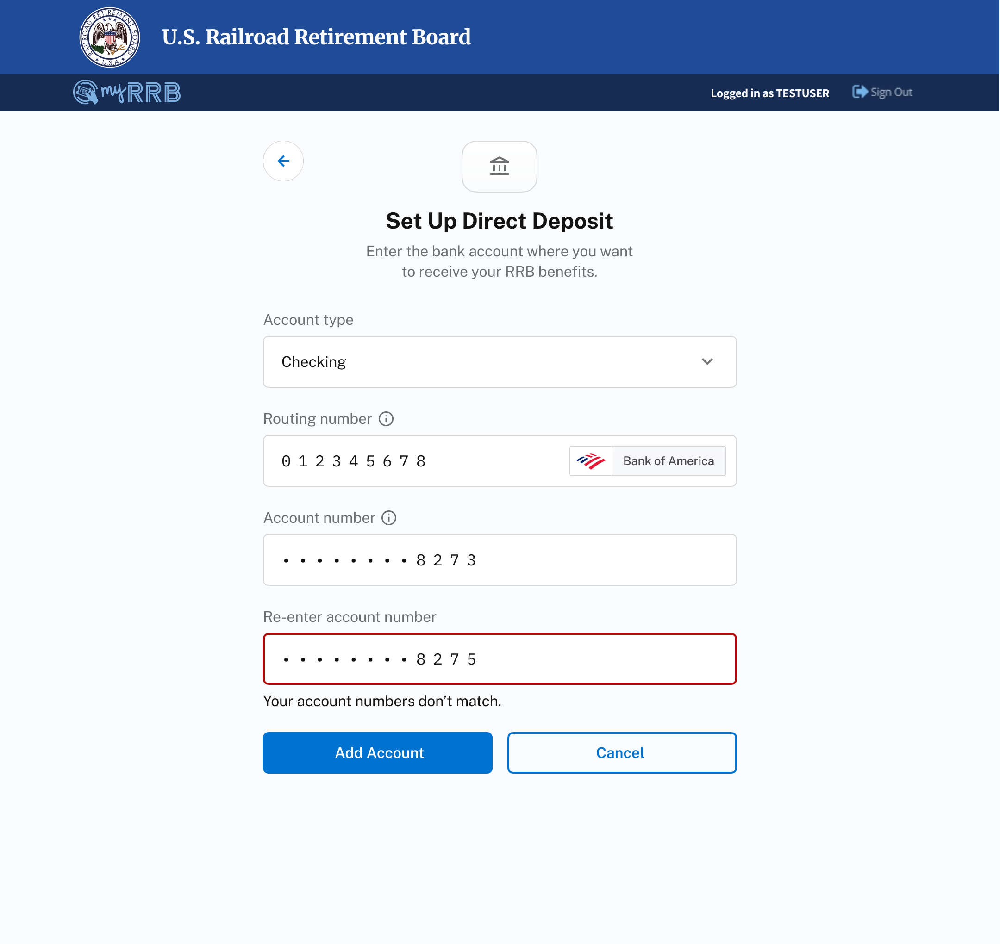 RAILROAD RETIREMENT BOARD
U.S.A.
U.S. Railroad Retirement Board
myRRB
Logged in as TESTUSER
Sign Out
Set Up Direct Deposit
Enter the bank account where you want
to receive your RRB benefits.
Account type
Checking
Routing number
0 1 2 3 4 5 6 7 8
Bank of America
Account number
• • • • • • • • 8 2 7 3
Re-enter account number
• • • • • • • • 8 2 7 5
Your account numbers don’t match.
Add Account
Cancel